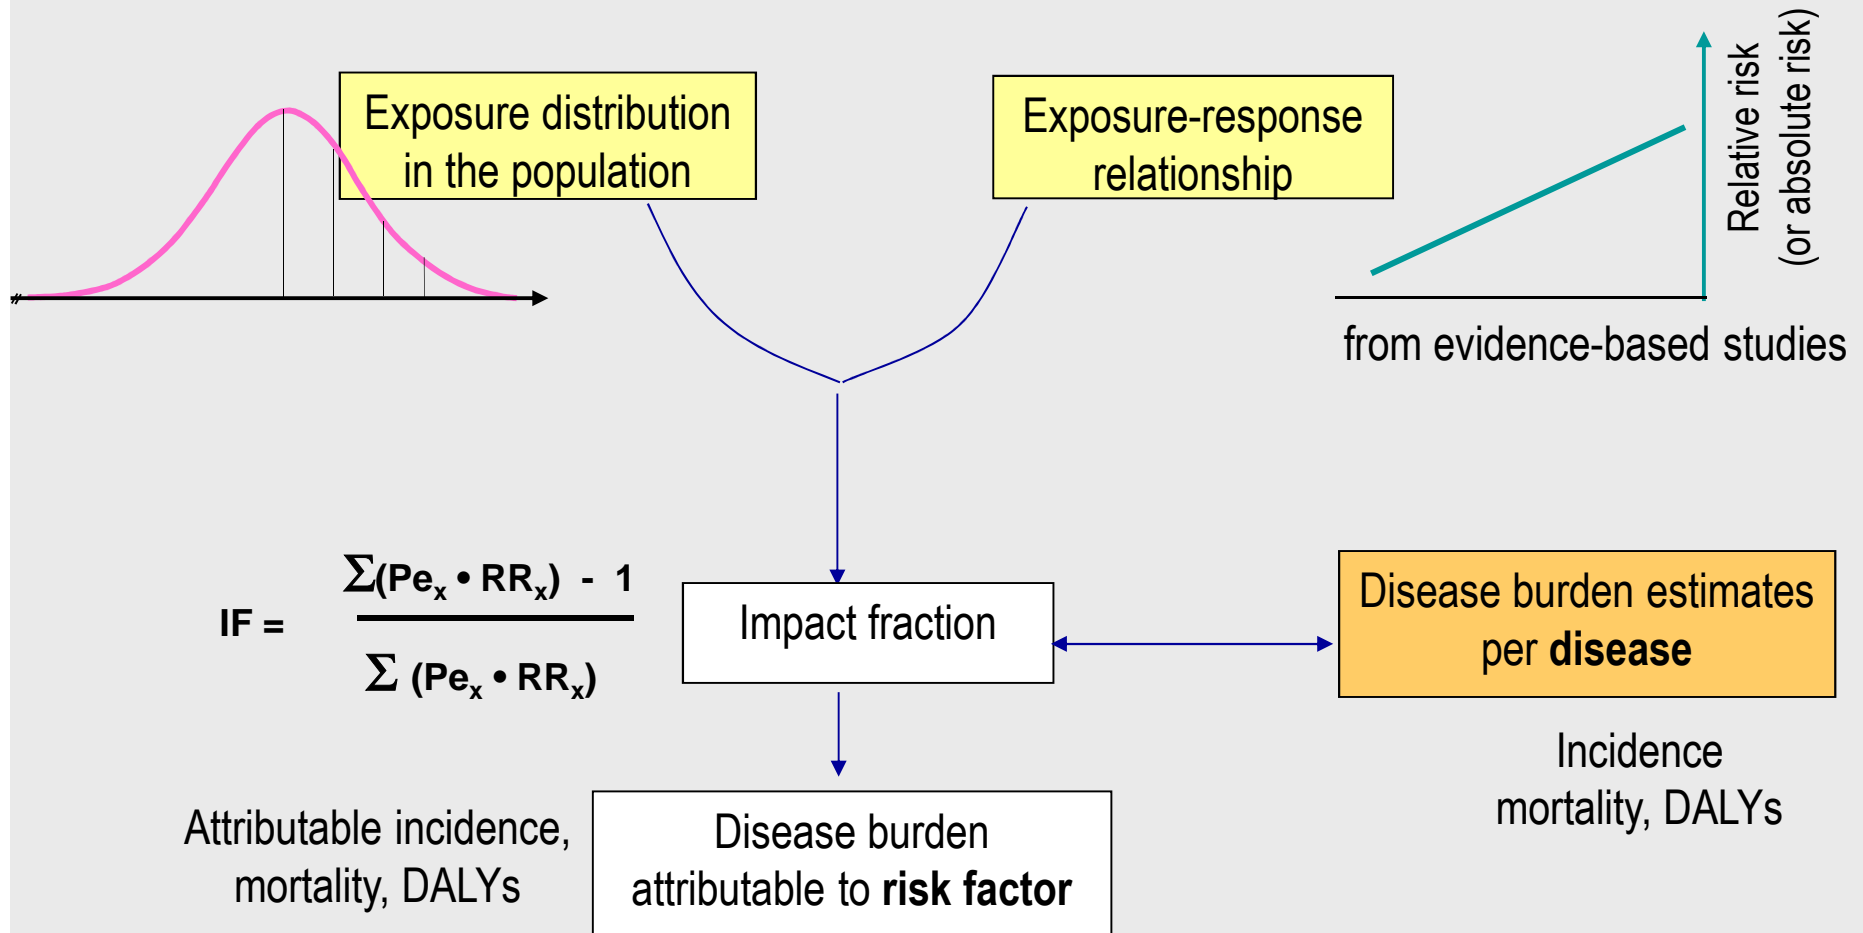 Exposure distribution
in the population
Exposure-response
relationship
Relative risk
(or absolute risk)
from evidence-based studies
IF =
Σ(Peₓ • RRₓ) - 1
Σ (Peₓ • RRₓ)
Impact fraction
Disease burden estimates
per disease
Incidence
mortality, DALYs
Attributable incidence,
mortality, DALYs
Disease burden
attributable to risk factor